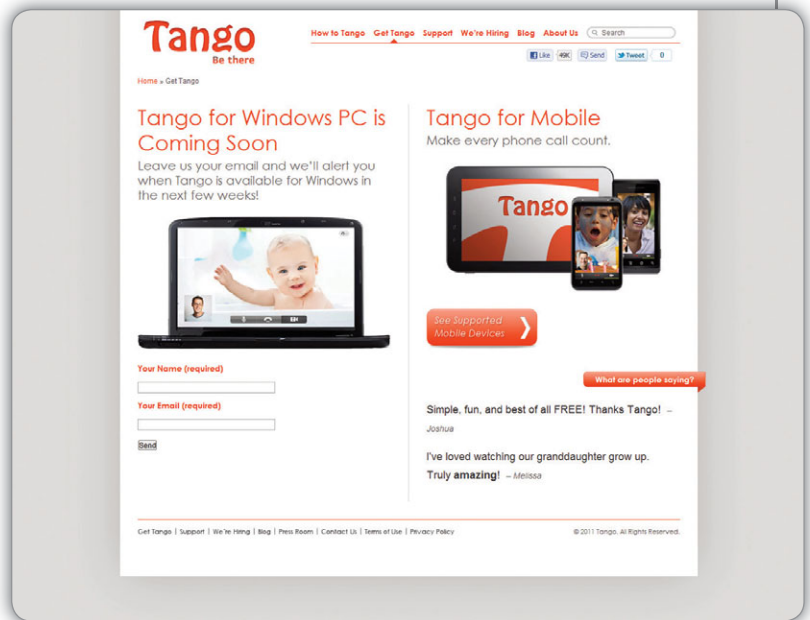 Tango
Be there
How to Tango Get Tango Support We're Hiring Blog About Us Search
Like 49K Send Tweet 0
Home » Get Tango
Tango for Windows PC is
Coming Soon
Leave us your email and we'll alert you
when Tango is available for Windows in
the next few weeks!
Your Name (required)
Your Email (required)
Send
Tango for Mobile
Make every phone call count.
Tango
See Supported
Mobile Devices
What are people saying?
Simple, fun, and best of all FREE! Thanks Tango! –
Joshua
I've loved watching our granddaughter grow up.
Truly amazing! – Melissa
Get Tango | Support | We're Hiring | Blog | Press Room | Contact Us | Terms of Use | Privacy Policy
© 2011 Tango. All Rights Reserved.